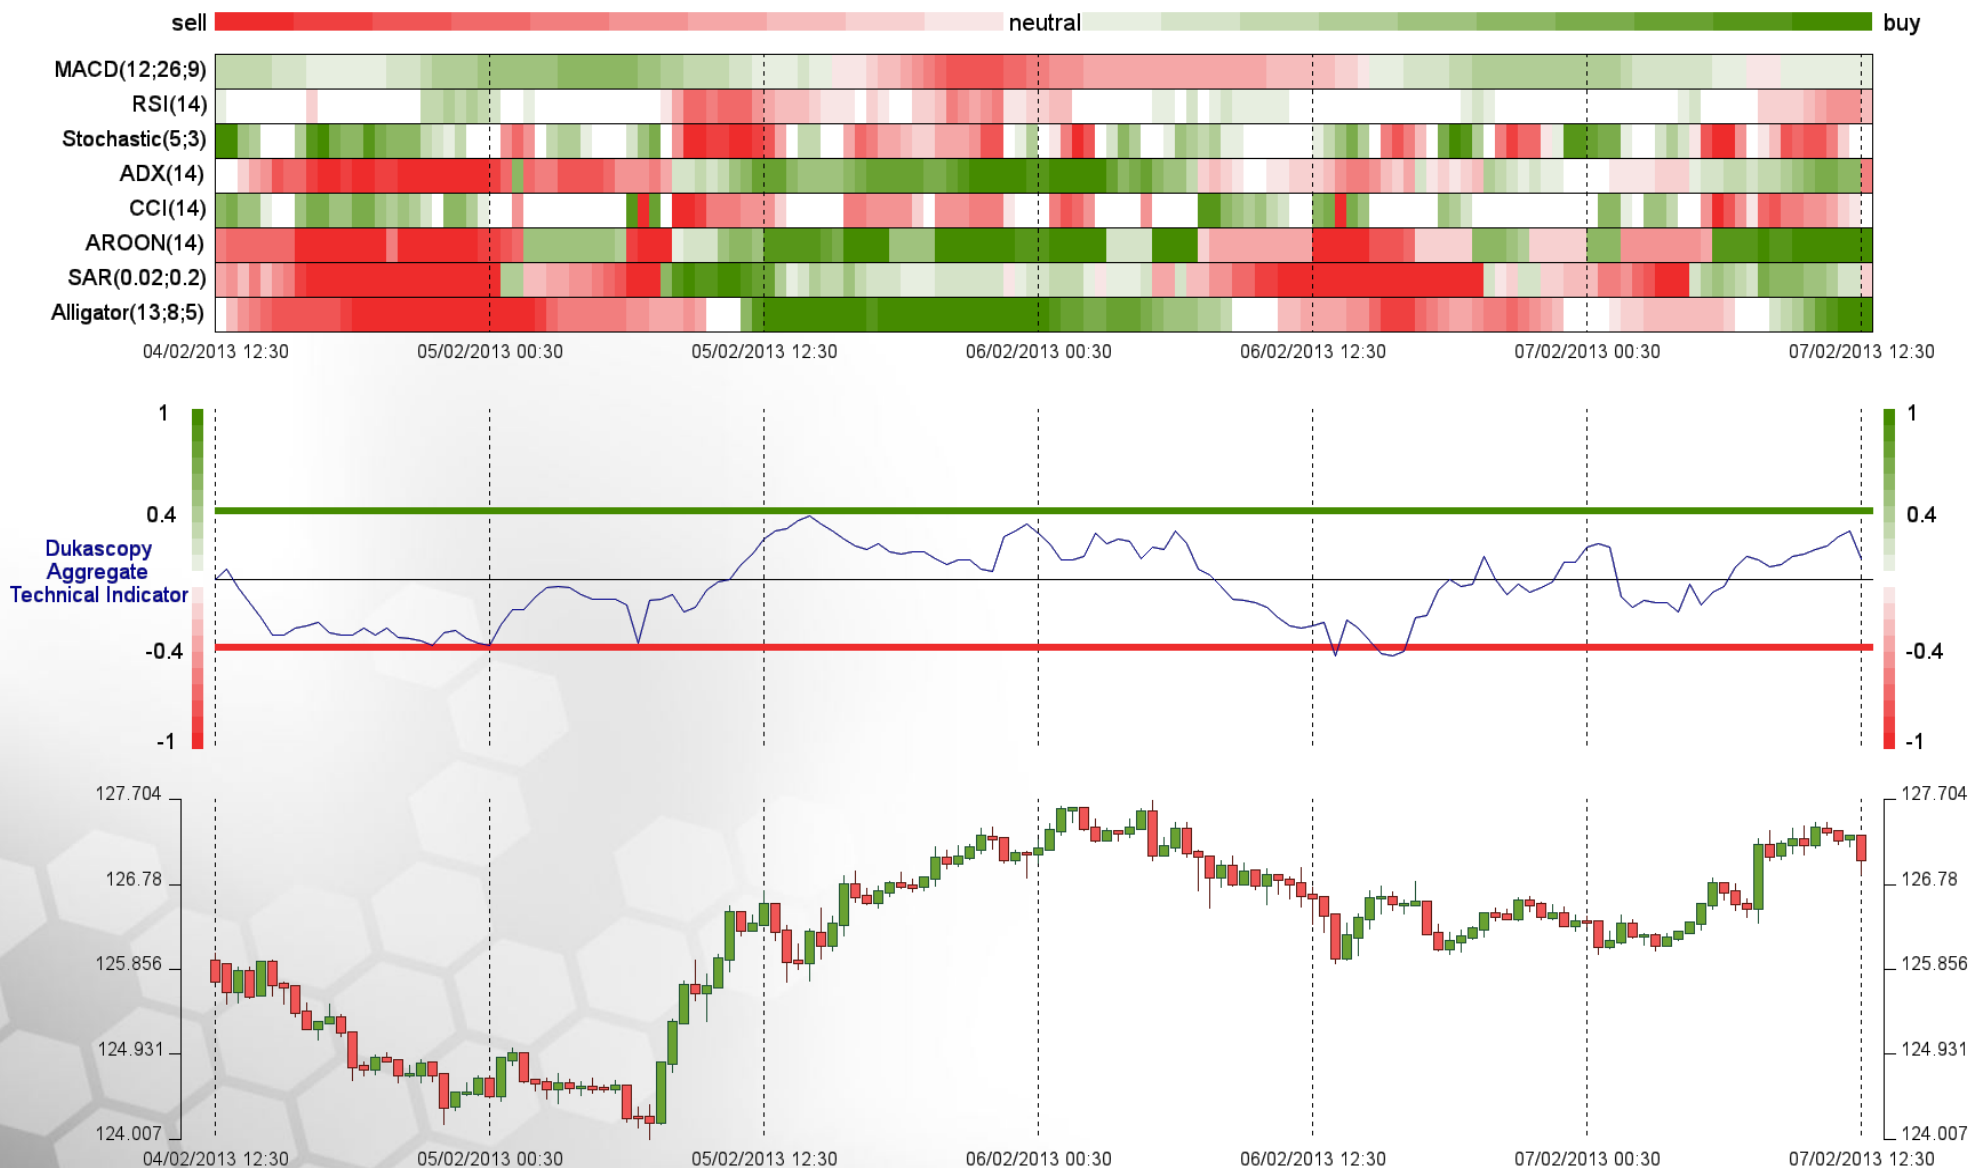 sell neutral buy
MACD(12;26;9)
RSI(14)
Stochastic(5;3)
ADX(14)
CCI(14)
AROON(14)
SAR(0.02;0.2)
Alligator(13;8;5)
04/02/2013 12:30 05/02/2013 00:30 05/02/2013 12:30 06/02/2013 00:30 06/02/2013 12:30 07/02/2013 00:30 07/02/2013 12:30
1 1
0.4 0.4
Dukascopy
Aggregate
Technical Indicator
-0.4 -0.4
-1 -1
127.704 127.704
126.78 126.78
125.856 125.856
124.931 124.931
124.007 124.007
04/02/2013 12:30 05/02/2013 00:30 05/02/2013 12:30 06/02/2013 00:30 06/02/2013 12:30 07/02/2013 00:30 07/02/2013 12:30